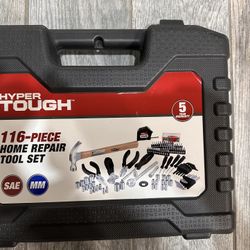 HYPER
TOUGH
116-PIECE
HOME REPAIR
TOOL SET
SAE
MM
5